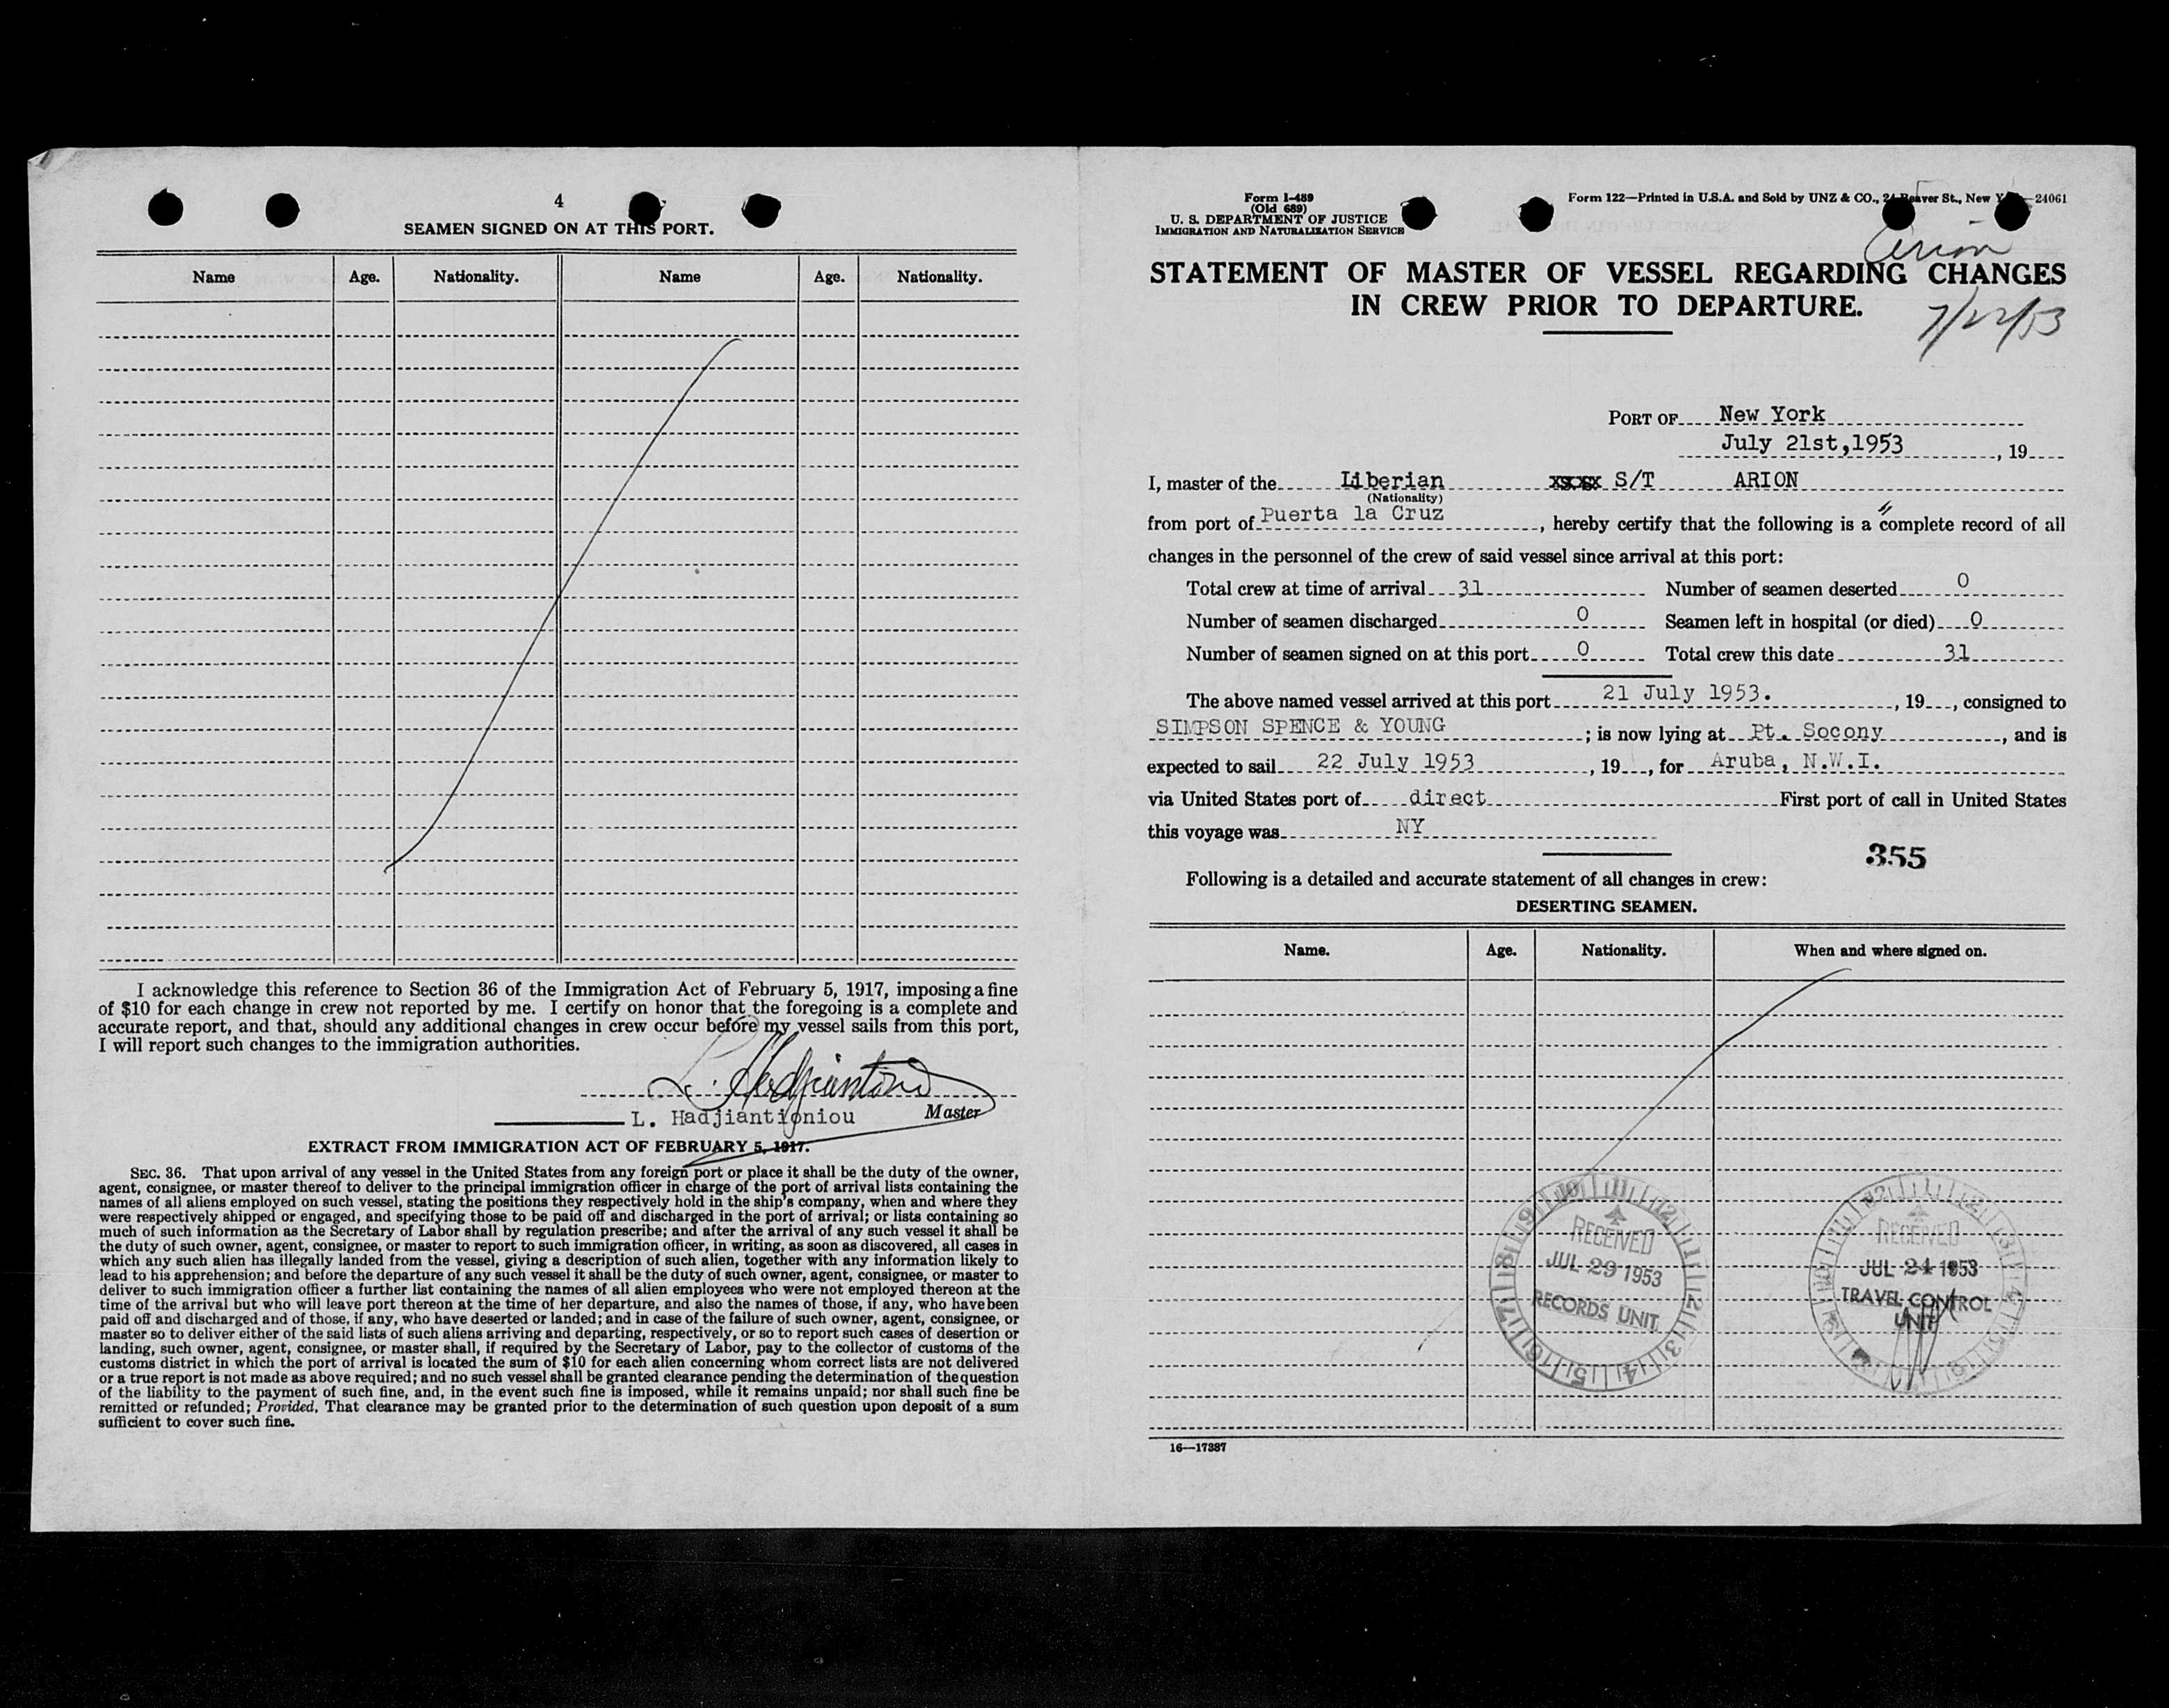 4
SEAMEN SIGNED ON AT THIS PORT.
Name Age. Nationality. Name Age. Nationality.
I acknowledge this reference to Section 36 of the Immigration Act of February 5, 1917, imposing a fine
of $10 for each change in crew not reported by me. I certify on honor that the foregoing is a complete and
accurate report, and that, should any additional changes in crew occur before my vessel sails from this port,
I will report such changes to the immigration authorities.
L. Hadjiantoniou
L. Hadjiantioniou Master
EXTRACT FROM IMMIGRATION ACT OF FEBRUARY 5, 1917.
SEC. 36. That upon arrival of any vessel in the United States from any foreign port or place it shall be the duty of the owner,
agent, consignee, or master thereof to deliver to the principal immigration officer in charge of the port of arrival lists containing the
names of all aliens employed on such vessel, stating the positions they respectively hold in the ship's company, when and where they
were respectively shipped or engaged, and specifying those to be paid off and discharged in the port of arrival; or lists containing so
much of such information as the Secretary of Labor shall by regulation prescribe; and after the arrival of any such vessel it shall be
the duty of such owner, agent, consignee, or master to report to such immigration officer, in writing, as soon as discovered, all cases in
which any such alien has illegally landed from the vessel, giving a description of such alien, together with any information likely to
lead to his apprehension; and before the departure of any such vessel it shall be the duty of such owner, agent, consignee, or master to
deliver to such immigration officer a further list containing the names of all alien employees who were not employed thereon at the
time of the arrival but who will leave port thereon at the time of her departure, and also the names of those, if any, who have been
paid off and discharged and of those, if any, who have deserted or landed; and in case of the failure of such owner, agent, consignee, or
master so to deliver either of the said lists of such aliens arriving and departing, respectively, or so to report such cases of desertion or
landing, such owner, agent, consignee, or master shall, if required by the Secretary of Labor, pay to the collector of customs of the
customs district in which the port of arrival is located the sum of $10 for each alien concerning whom correct lists are not delivered
or a true report is not made as above required; and no such vessel shall be granted clearance pending the determination of the question
of the liability to the payment of such fine, and, in the event such fine is imposed, while it remains unpaid; nor shall such fine be
remitted or refunded; Provided, That clearance may be granted prior to the determination of such question upon deposit of a sum
sufficient to cover such fine.
Form I-489
(Old 689)
U. S. DEPARTMENT OF JUSTICE
IMMIGRATION AND NATURALIZATION SERVICE
Form 122—Printed in U.S.A. and Sold by UNZ & CO., 24 Beaver St., New Y —24061
Arion
STATEMENT OF MASTER OF VESSEL REGARDING CHANGES
IN CREW PRIOR TO DEPARTURE.
7/22/53
PORT OF New York
July 21st,1953, 19
I, master of the Liberian xxxx S/T ARION
(Nationality)
from port of Puerta la Cruz, hereby certify that the following is a complete record of all
changes in the personnel of the crew of said vessel since arrival at this port:
Total crew at time of arrival 31 Number of seamen deserted 0
Number of seamen discharged 0 Seamen left in hospital (or died) 0
Number of seamen signed on at this port 0 Total crew this date 31
The above named vessel arrived at this port 21 July 1953. , 19 , consigned to
SIMPSON SPENCE & YOUNG ; is now lying at Pt. Socony , and is
expected to sail 22 July 1953 , 19 , for Aruba, N.W.I.
via United States port of direct First port of call in United States
this voyage was NY
355
Following is a detailed and accurate statement of all changes in crew:
DESERTING SEAMEN.
Name. Age. Nationality. When and where signed on.
RECEIVED
JUL 29 1953
RECORDS UNIT
RECEIVED
JUL 24 1953
TRAVEL CONTROL
UNIT
16—17387